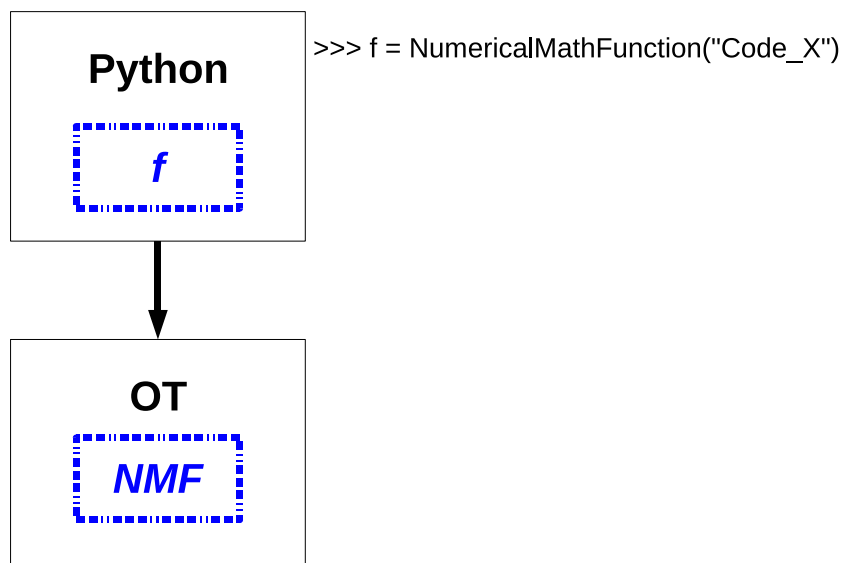 Python
>>> f = NumericalMathFunction("Code_X")
f
OT
NMF